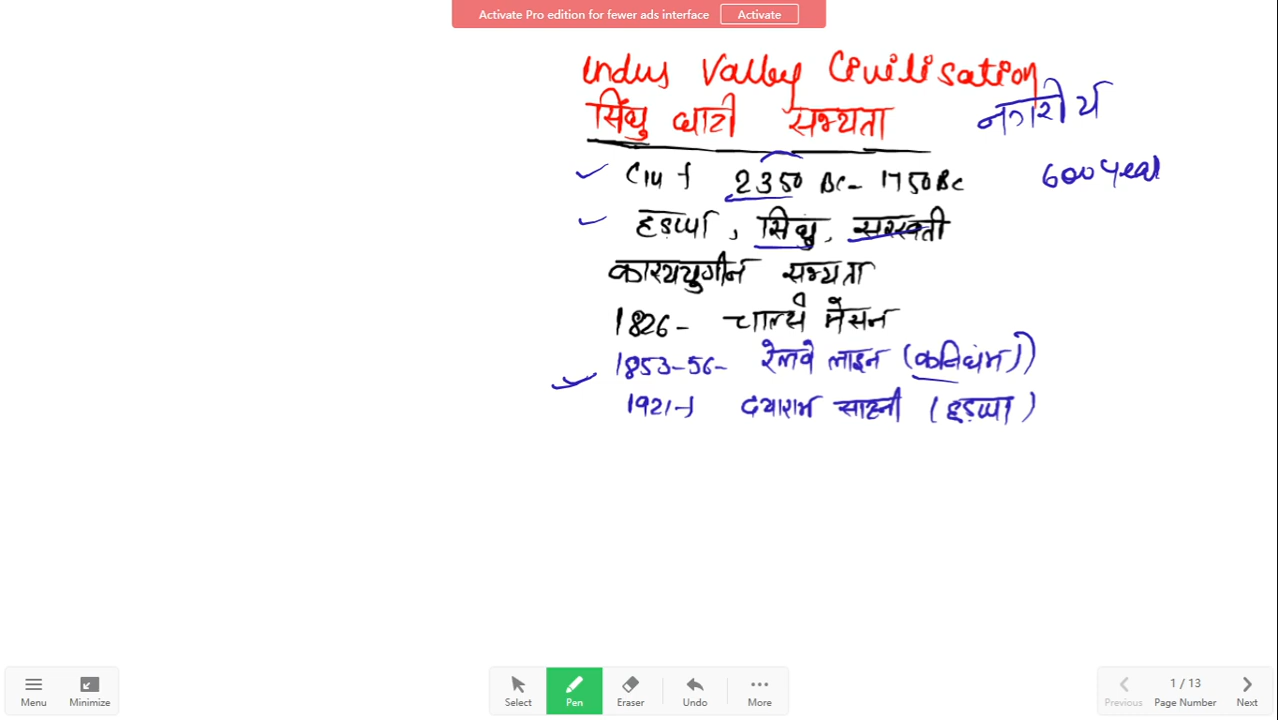 Activate Pro edition for fewer ads interface Activate
Indus Valley Civilisation
सिंधु घाटी सभ्यता नगरीय
C14 → 2350 BC - 1750 BC 600 year
हड़प्पा, सिंधु, सरस्वती
कास्ययुगीन सभ्यता
1826 - चार्ल्स मेसन
1853-56 - रेलवे लाइन (कनिघंम)
1921 → दयाराम साहनी (हड़प्पा)
Menu Minimize Select Pen Eraser Undo More Previous 1 / 13 Page Number Next